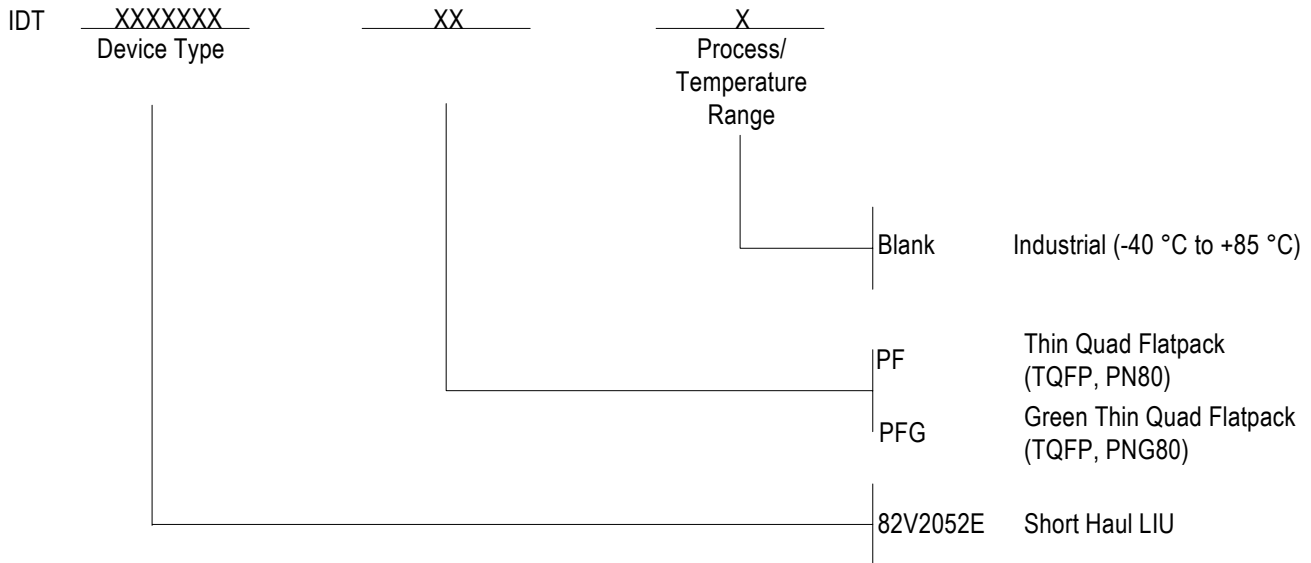 IDT XXXXXXX XX X
Device Type
Process/
Temperature
Range
Blank Industrial (-40 °C to +85 °C)
PF Thin Quad Flatpack
(TQFP, PN80)
PFG Green Thin Quad Flatpack
(TQFP, PNG80)
82V2052E Short Haul LIU